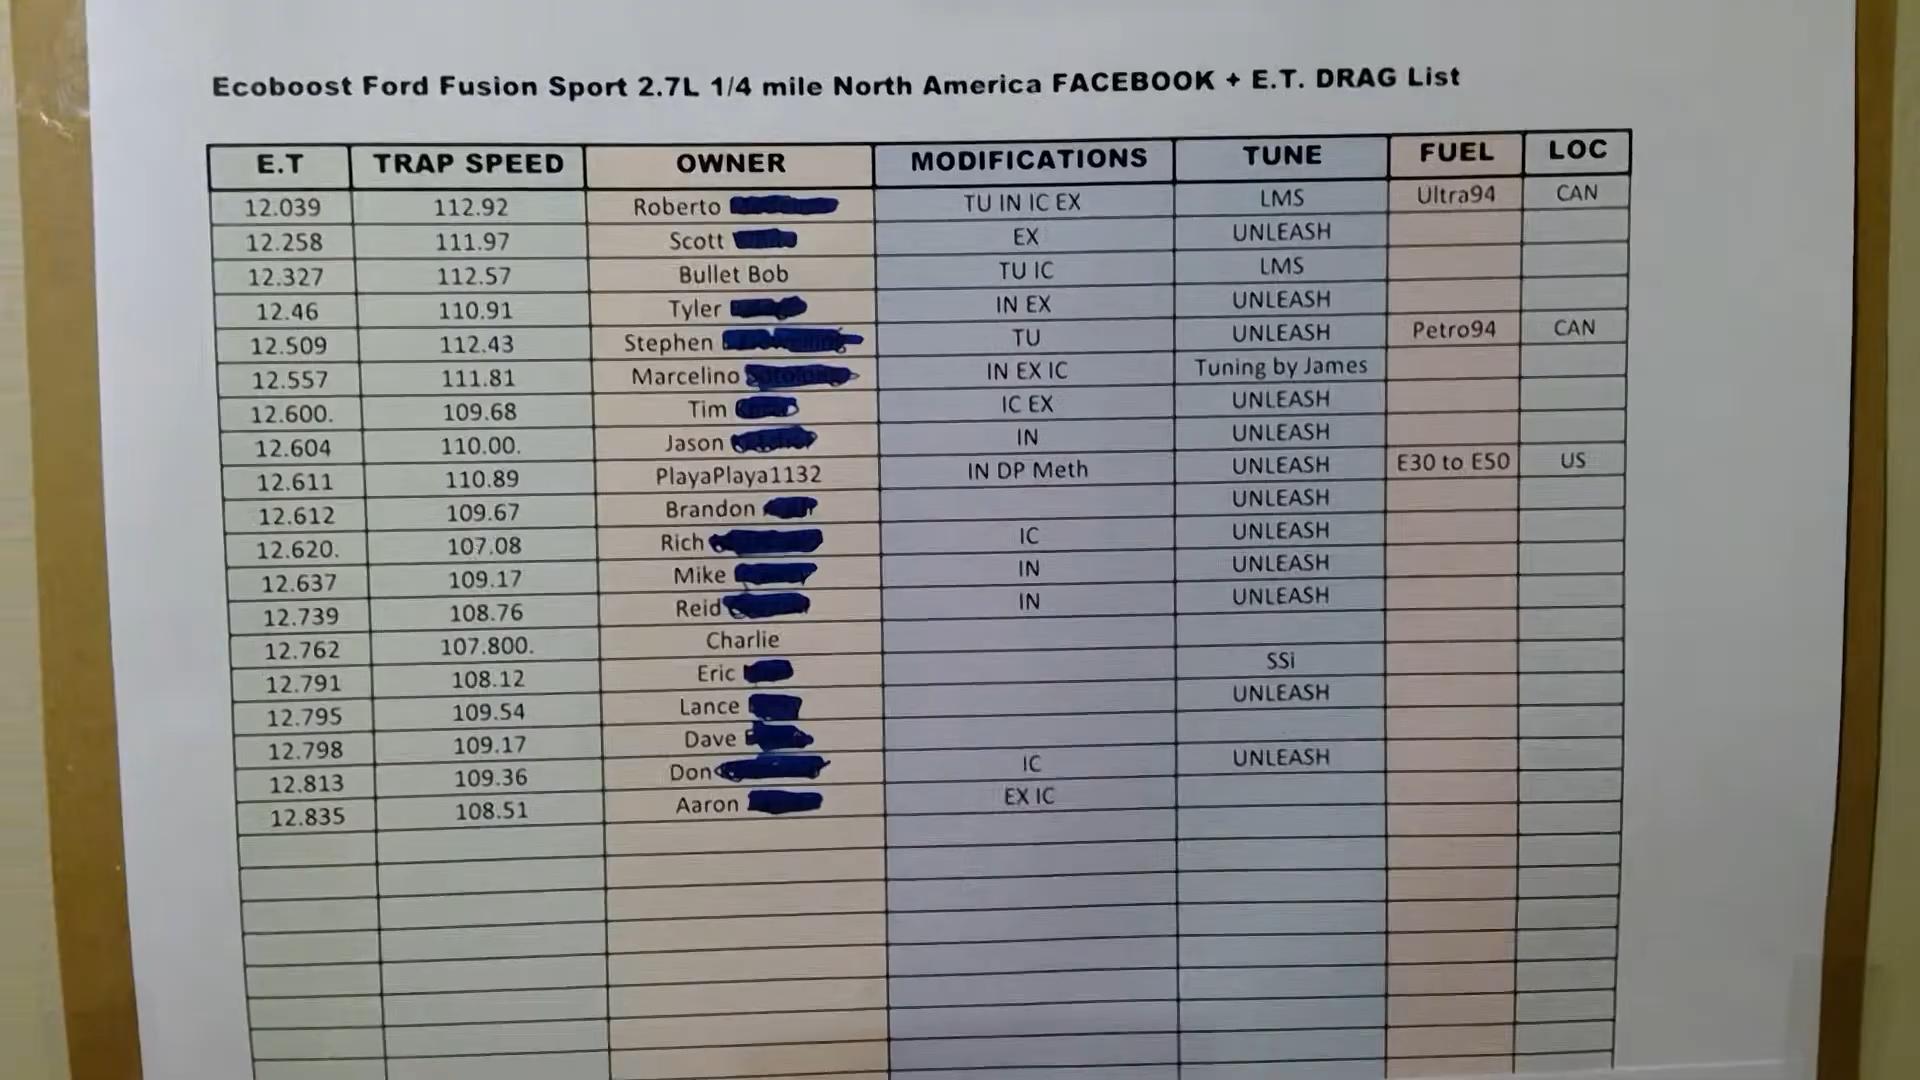 Ecoboost Ford Fusion Sport 2.7L 1/4 mile North America FACEBOOK + E.T. DRAG List
E.T TRAP SPEED OWNER MODIFICATIONS TUNE FUEL LOC
12.039 112.92 Roberto TU IN IC EX LMS Ultra94 CAN
12.258 111.97 Scott EX UNLEASH
12.327 112.57 Bullet Bob TU IC LMS
12.46 110.91 Tyler IN EX UNLEASH
12.509 112.43 Stephen TU UNLEASH Petro94 CAN
12.557 111.81 Marcelino IN EX IC Tuning by James
12.600. 109.68 Tim IC EX UNLEASH
12.604 110.00. Jason IN UNLEASH
12.611 110.89 PlayaPlaya1132 IN DP Meth UNLEASH E30 to E50 US
12.612 109.67 Brandon UNLEASH
12.620. 107.08 Rich IC UNLEASH
12.637 109.17 Mike IN UNLEASH
12.739 108.76 Reid IN UNLEASH
12.762 107.800. Charlie
12.791 108.12 Eric SSi
12.795 109.54 Lance UNLEASH
12.798 109.17 Dave
12.813 109.36 Don IC UNLEASH
12.835 108.51 Aaron EX IC